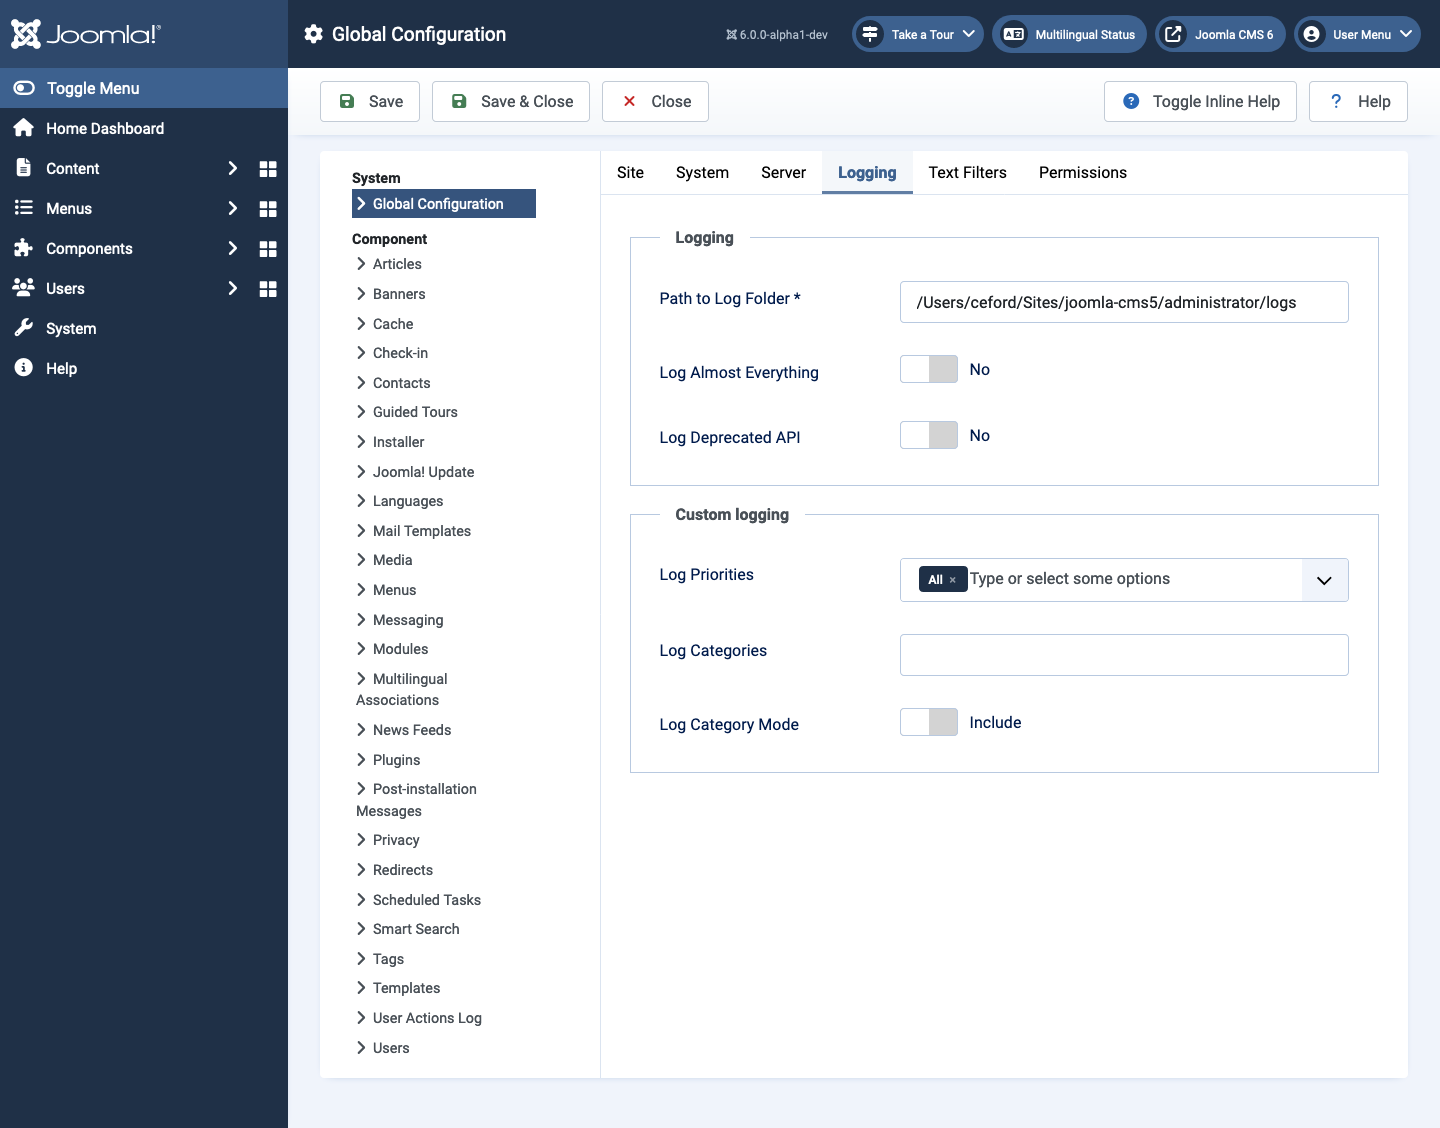 Joomla!®
Global Configuration
6.0.0-alpha1-dev
Take a Tour
Multilingual Status
Joomla CMS 6
User Menu
Toggle Menu
Home Dashboard
Content
Menus
Components
Users
System
Help
Save
Save & Close
Close
Toggle Inline Help
Help
System
Global Configuration
Component
Articles
Banners
Cache
Check-in
Contacts
Guided Tours
Installer
Joomla! Update
Languages
Mail Templates
Media
Menus
Messaging
Modules
Multilingual
Associations
News Feeds
Plugins
Post-installation
Messages
Privacy
Redirects
Scheduled Tasks
Smart Search
Tags
Templates
User Actions Log
Users
Site
System
Server
Logging
Text Filters
Permissions
Logging
Path to Log Folder *
/Users/ceford/Sites/joomla-cms5/administrator/logs
Log Almost Everything
No
Log Deprecated API
No
Custom logging
Log Priorities
All × Type or select some options
Log Categories
Log Category Mode
Include